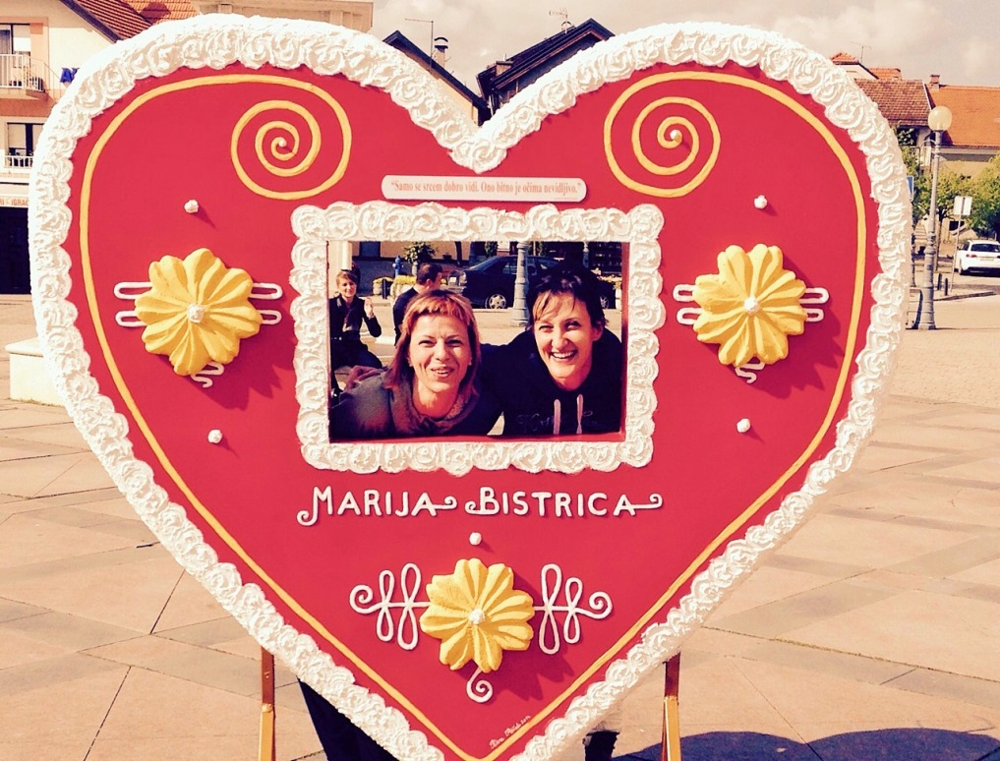 "Samo se srcem dobro vidi. Ono bitno je očima nevidljivo."
MARIJA BISTRICA